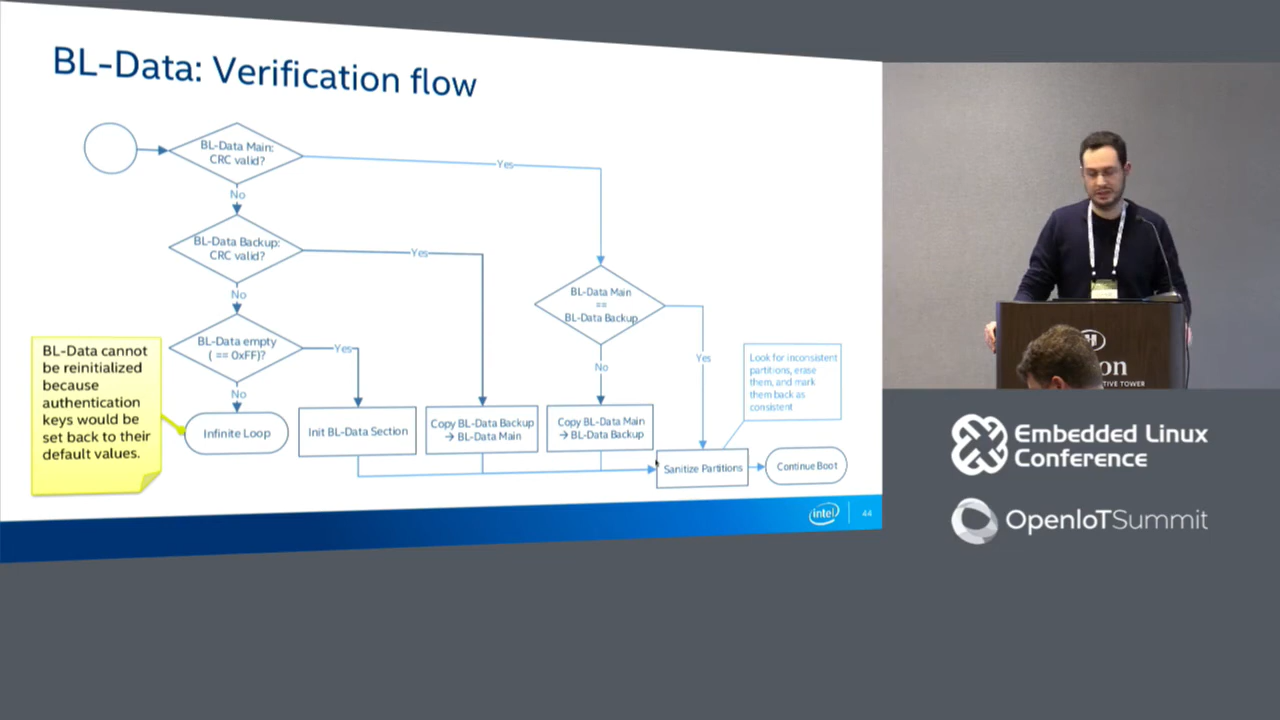 BL-Data: Verification flow
BL-Data Main:
CRC valid?
Yes
No
BL-Data Backup:
CRC valid?
Yes
No
BL-Data Main
==
BL-Data Backup
Yes
No
BL-Data empty
( == 0xFF)?
Yes
No
BL-Data cannot
be reinitialized
because
authentication
keys would be
set back to their
default values.
Look for inconsistent
partitions, erase
them, and mark
them back as
consistent
Infinite Loop
Init BL-Data Section
Copy BL-Data Backup
→ BL-Data Main
Copy BL-Data Main
→ BL-Data Backup
Sanitize Partitions
Continue Boot
intel
44
H
on
TIVE TOWER
Embedded Linux
Conference
OpenIoTSummit